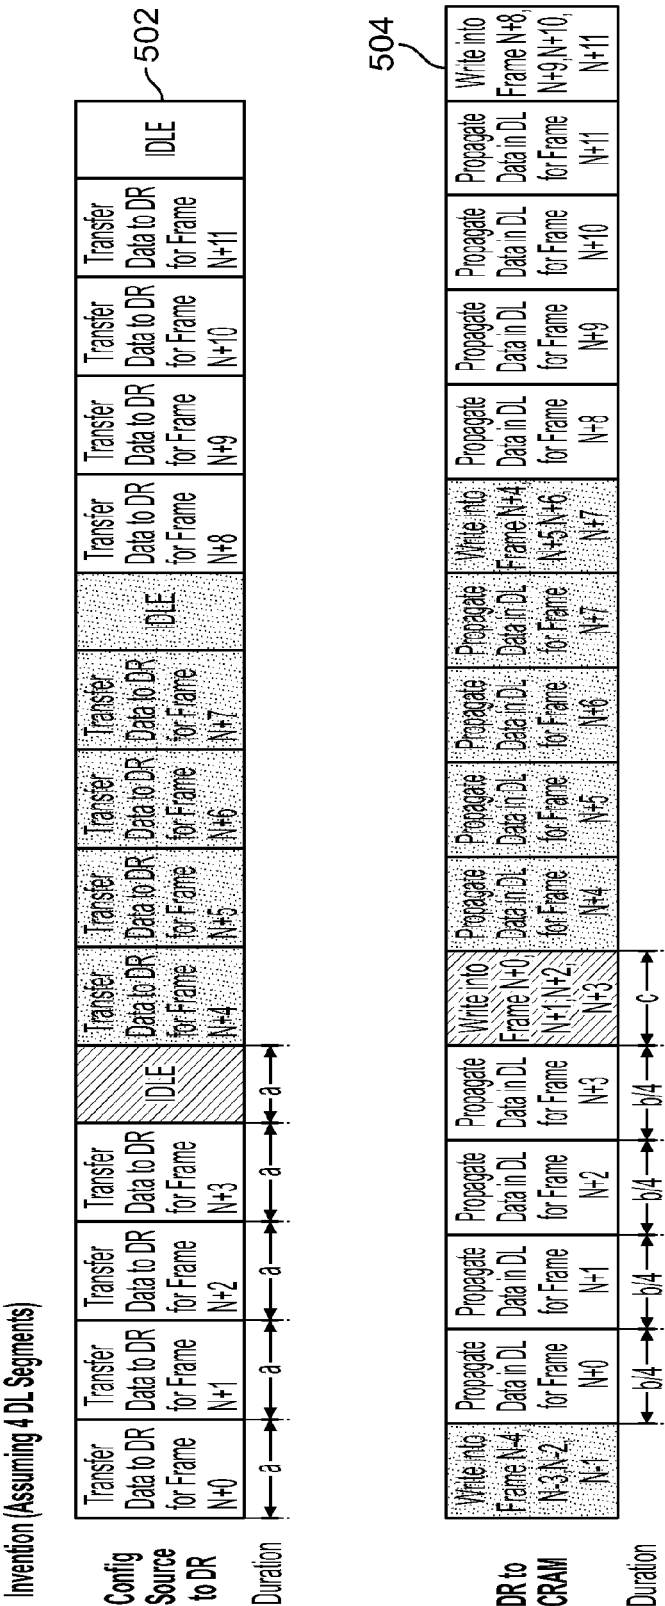 Invention (Assuming 4 DL Segments)
Config
Source
to DR
Transfer
Data to DR
for Frame
N+0
Transfer
Data to DR
for Frame
N+1
Transfer
Data to DR
for Frame
N+2
Transfer
Data to DR
for Frame
N+3
IDLE
Transfer
Data to DR
for Frame
N+4
Transfer
Data to DR
for Frame
N+5
Transfer
Data to DR
for Frame
N+6
Transfer
Data to DR
for Frame
N+7
IDLE
Transfer
Data to DR
for Frame
N+8
Transfer
Data to DR
for Frame
N+9
Transfer
Data to DR
for Frame
N+10
Transfer
Data to DR
for Frame
N+11
IDLE
502
Duration
a
a
a
a
a
DR to
CRAM
Write into
Frame N-4,
N-3,N-2,
N-1
Propagate
Data in DL
for Frame
N+0
Propagate
Data in DL
for Frame
N+1
Propagate
Data in DL
for Frame
N+2
Propagate
Data in DL
for Frame
N+3
Write into
Frame N+0,
N+1,N+2,
N+3
Propagate
Data in DL
for Frame
N+4
Propagate
Data in DL
for Frame
N+5
Propagate
Data in DL
for Frame
N+6
Propagate
Data in DL
for Frame
N+7
Write into
Frame N+4,
N+5,N+6
N+7
Propagate
Data in DL
for Frame
N+8
Propagate
Data in DL
for Frame
N+9
Propagate
Data in DL
for Frame
N+10
Propagate
Data in DL
for Frame
N+11
Write into
Frame N+8,
N+9,N+10,
N+11
504
Duration
b/4
b/4
b/4
b/4
c